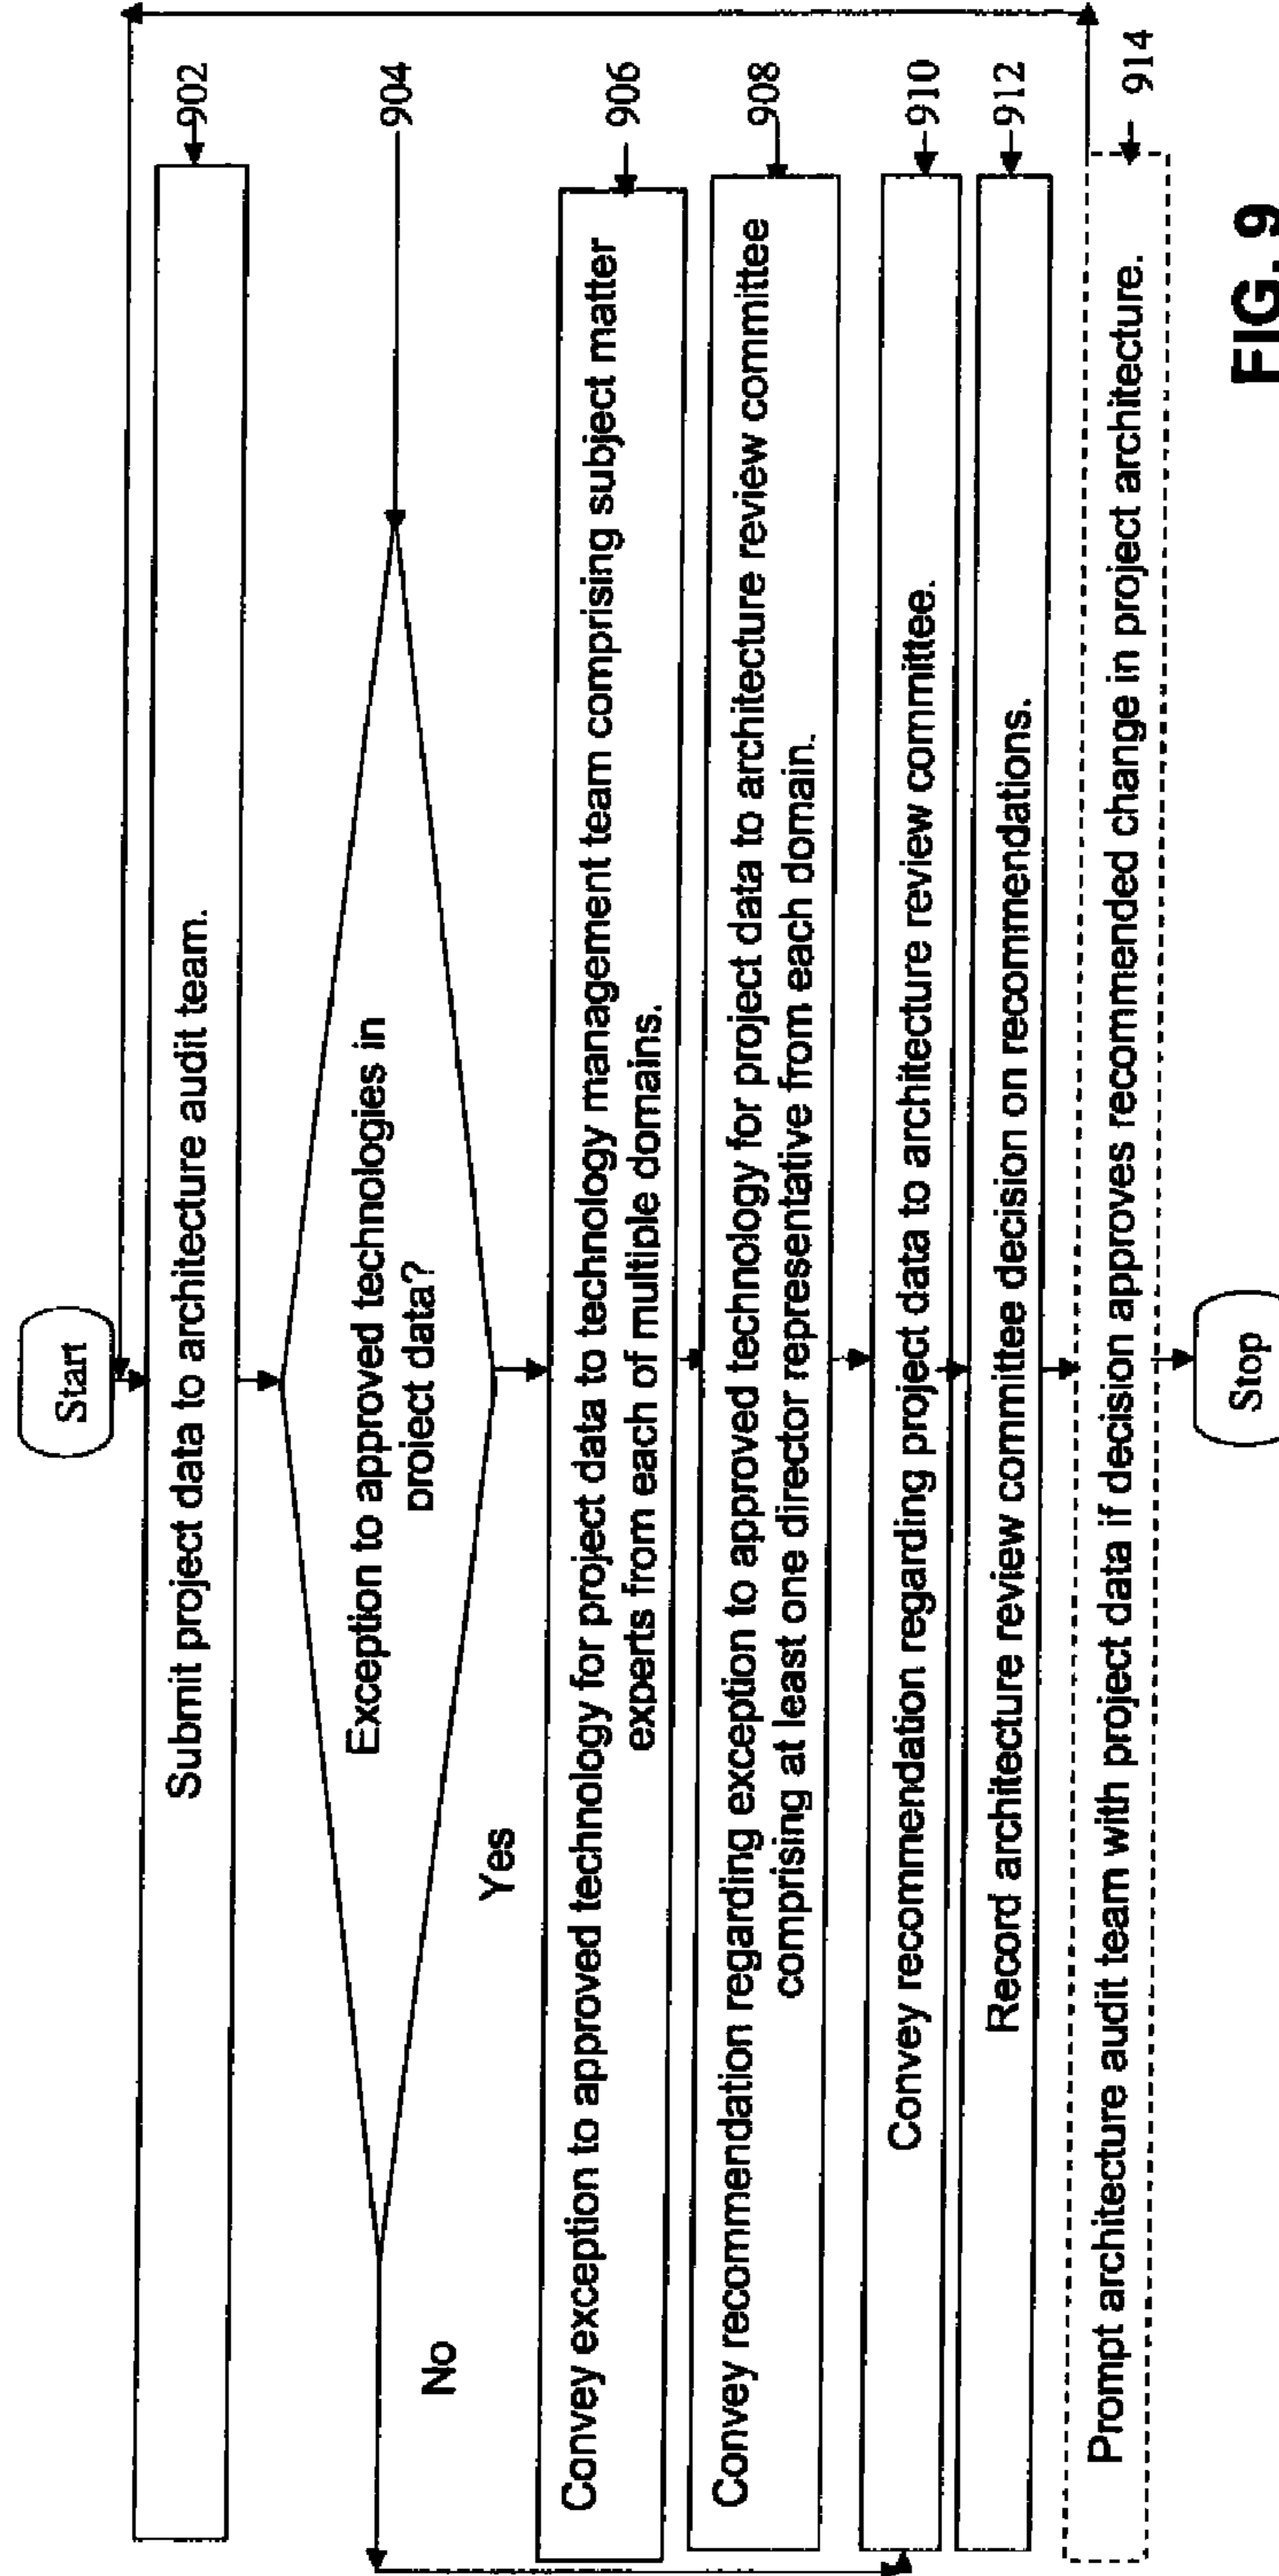 Start
Submit project data to architecture audit team.
902
Exception to approved technologies in
project data?
904
Yes
No
Convey exception to approved technology for project data to technology management team comprising subject matter
experts from each of multiple domains.
906
Convey recommendation regarding exception to approved technology for project data to architecture review committee
comprising at least one director representative from each domain.
908
Convey recommendation regarding project data to architecture review committee.
910
Record architecture review committee decision on recommendations.
912
Prompt architecture audit team with project data if decision approves recommended change in project architecture.
914
Stop
FIG. 9